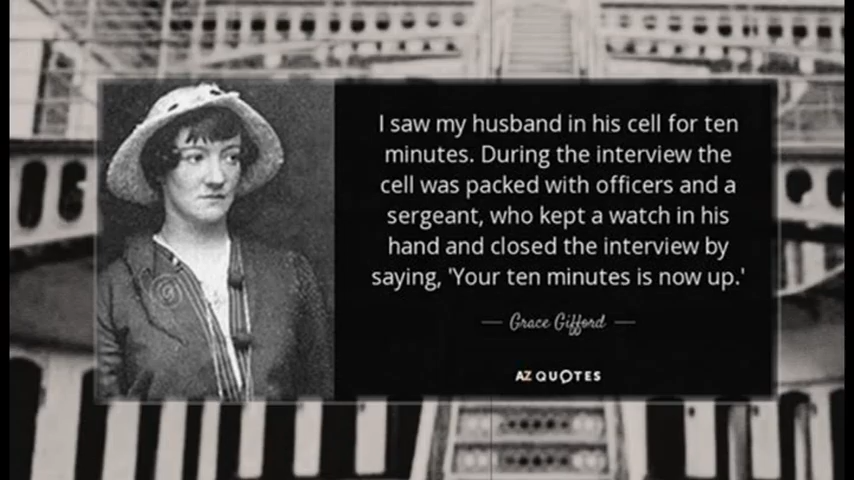 I saw my husband in his cell for ten
minutes. During the interview the
cell was packed with officers and a
sergeant, who kept a watch in his
hand and closed the interview by
saying, 'Your ten minutes is now up.'
— Grace Gifford —
AZ QUOTES